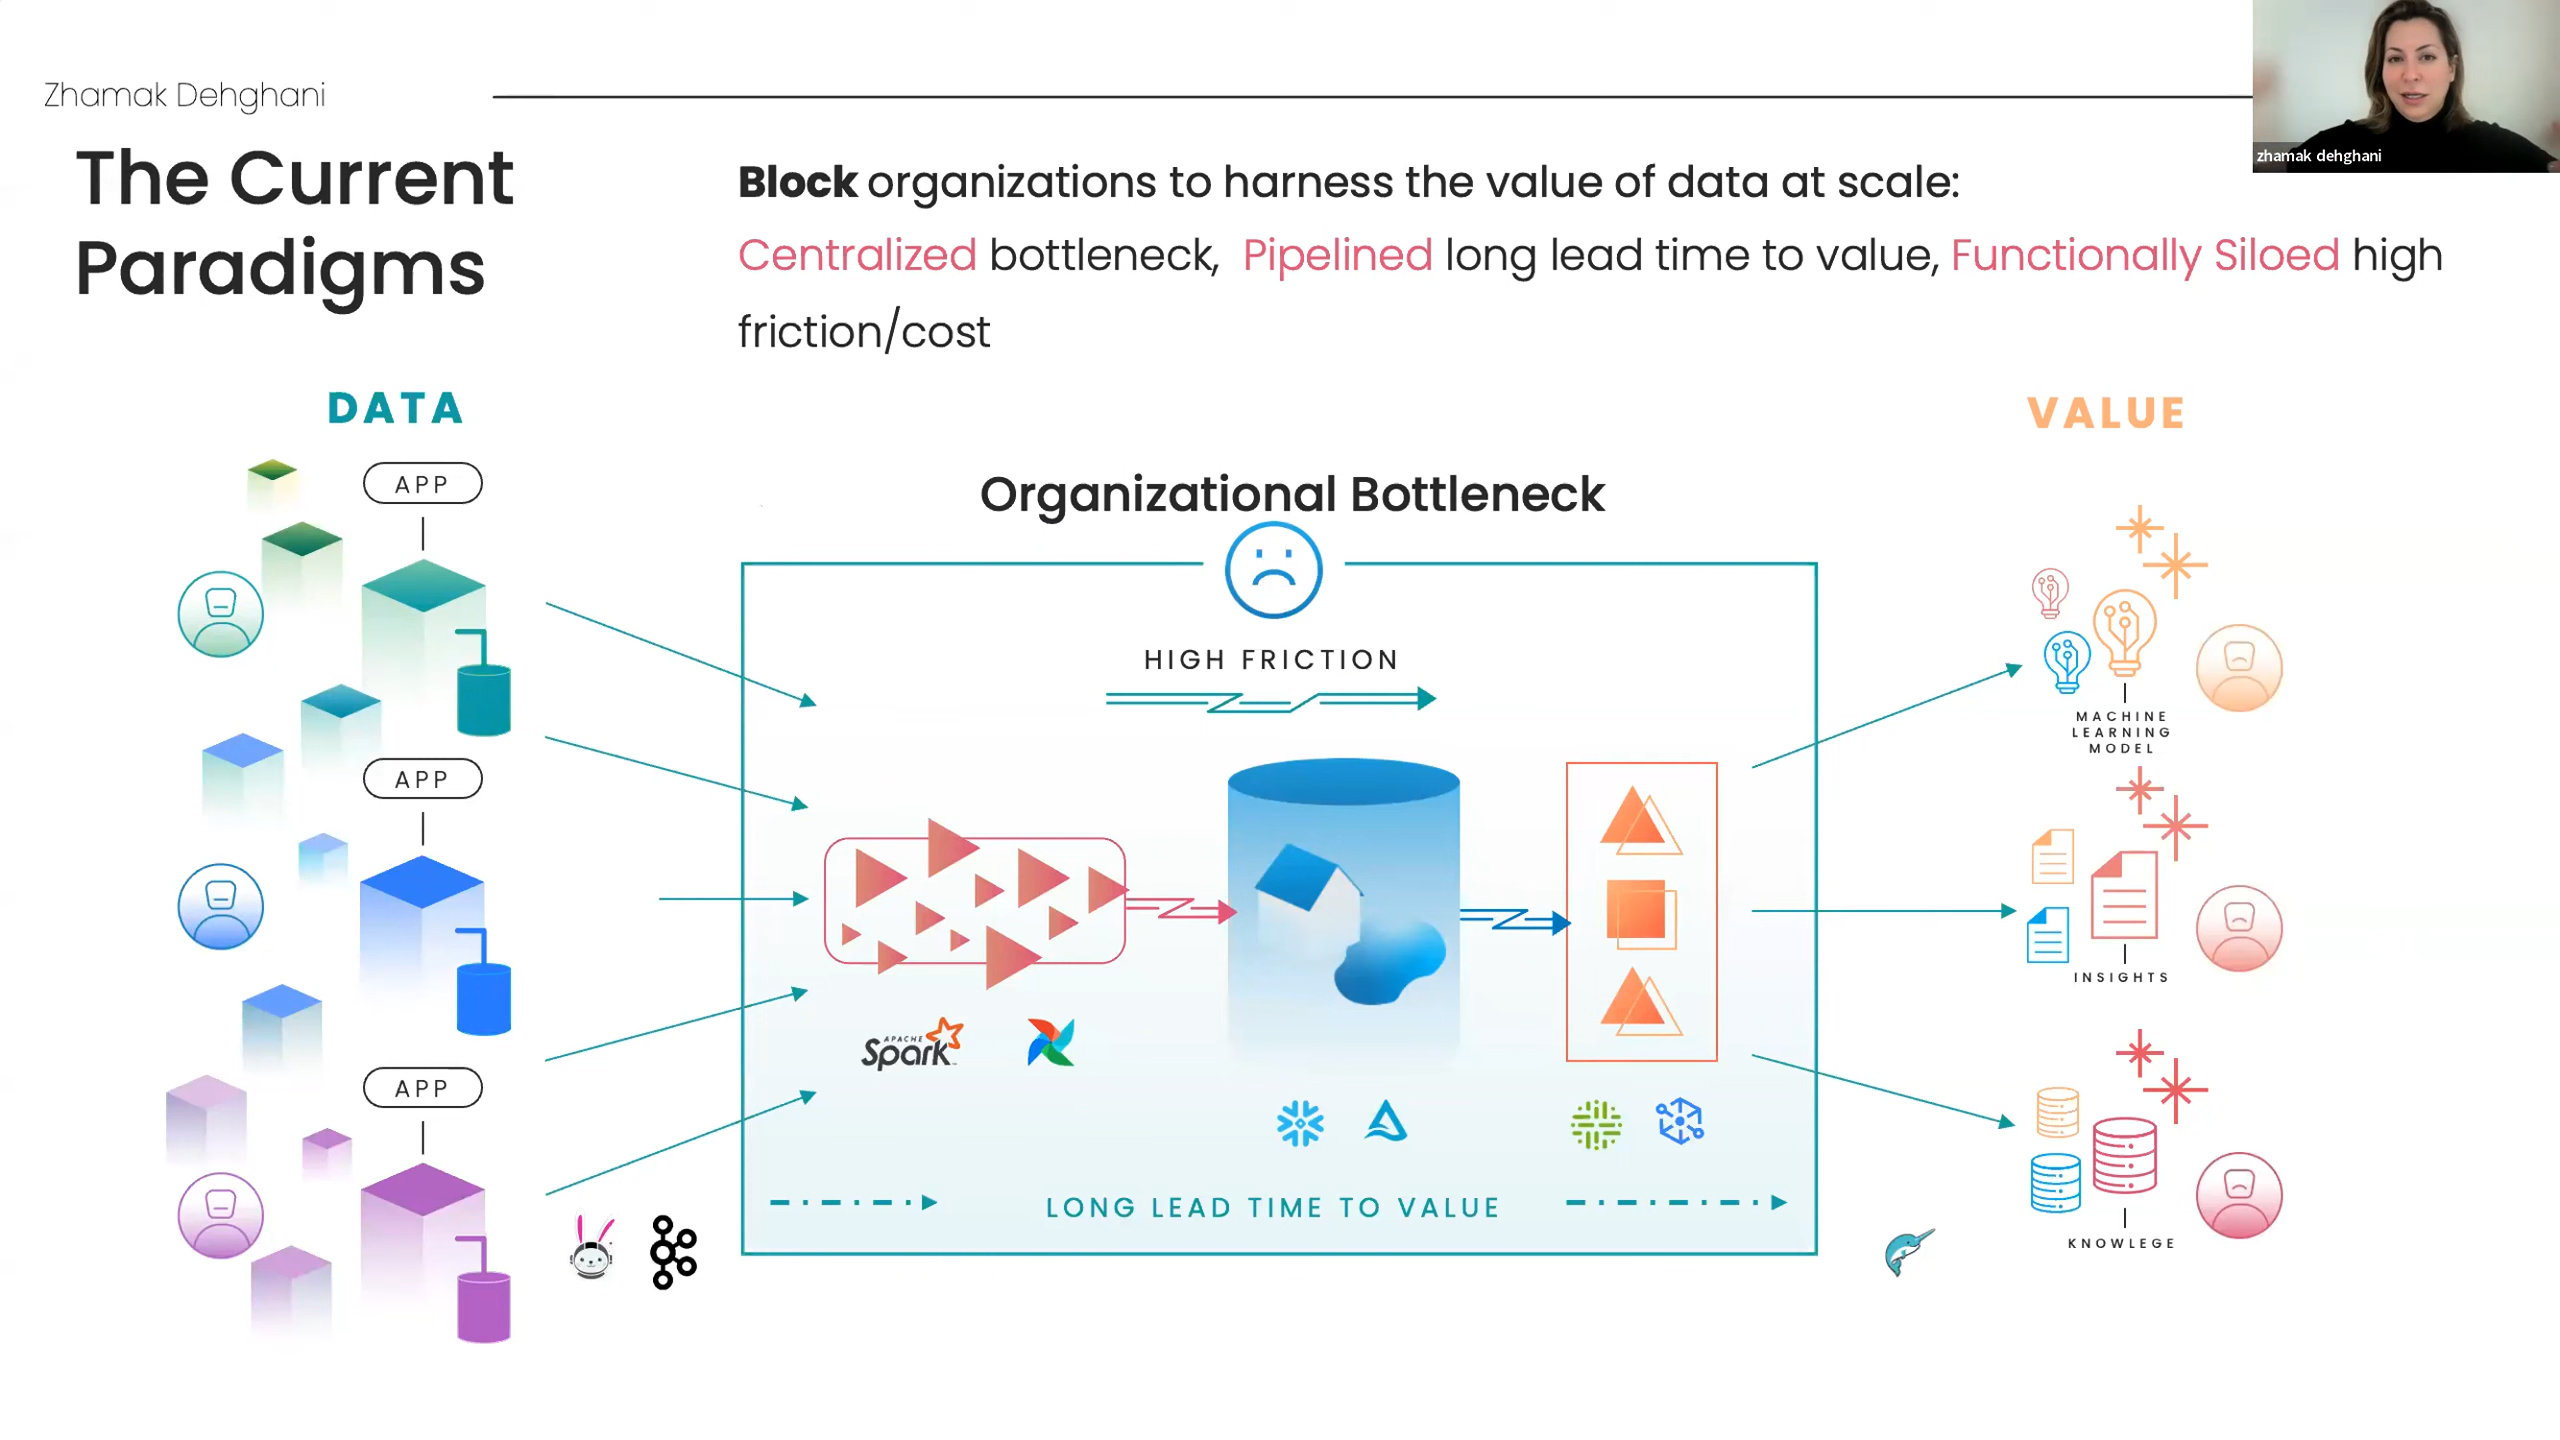 Zhamak Dehghani
zhamak dehghani
The Current
Paradigms
Block organizations to harness the value of data at scale:
Centralized bottleneck, Pipelined long lead time to value, Functionally Siloed high
friction/cost
DATA
VALUE
APP
APP
APP
Organizational Bottleneck
HIGH FRICTION
APACHE
Spark™
LONG LEAD TIME TO VALUE
MACHINE
LEARNING
MODEL
INSIGHTS
KNOWLEGE